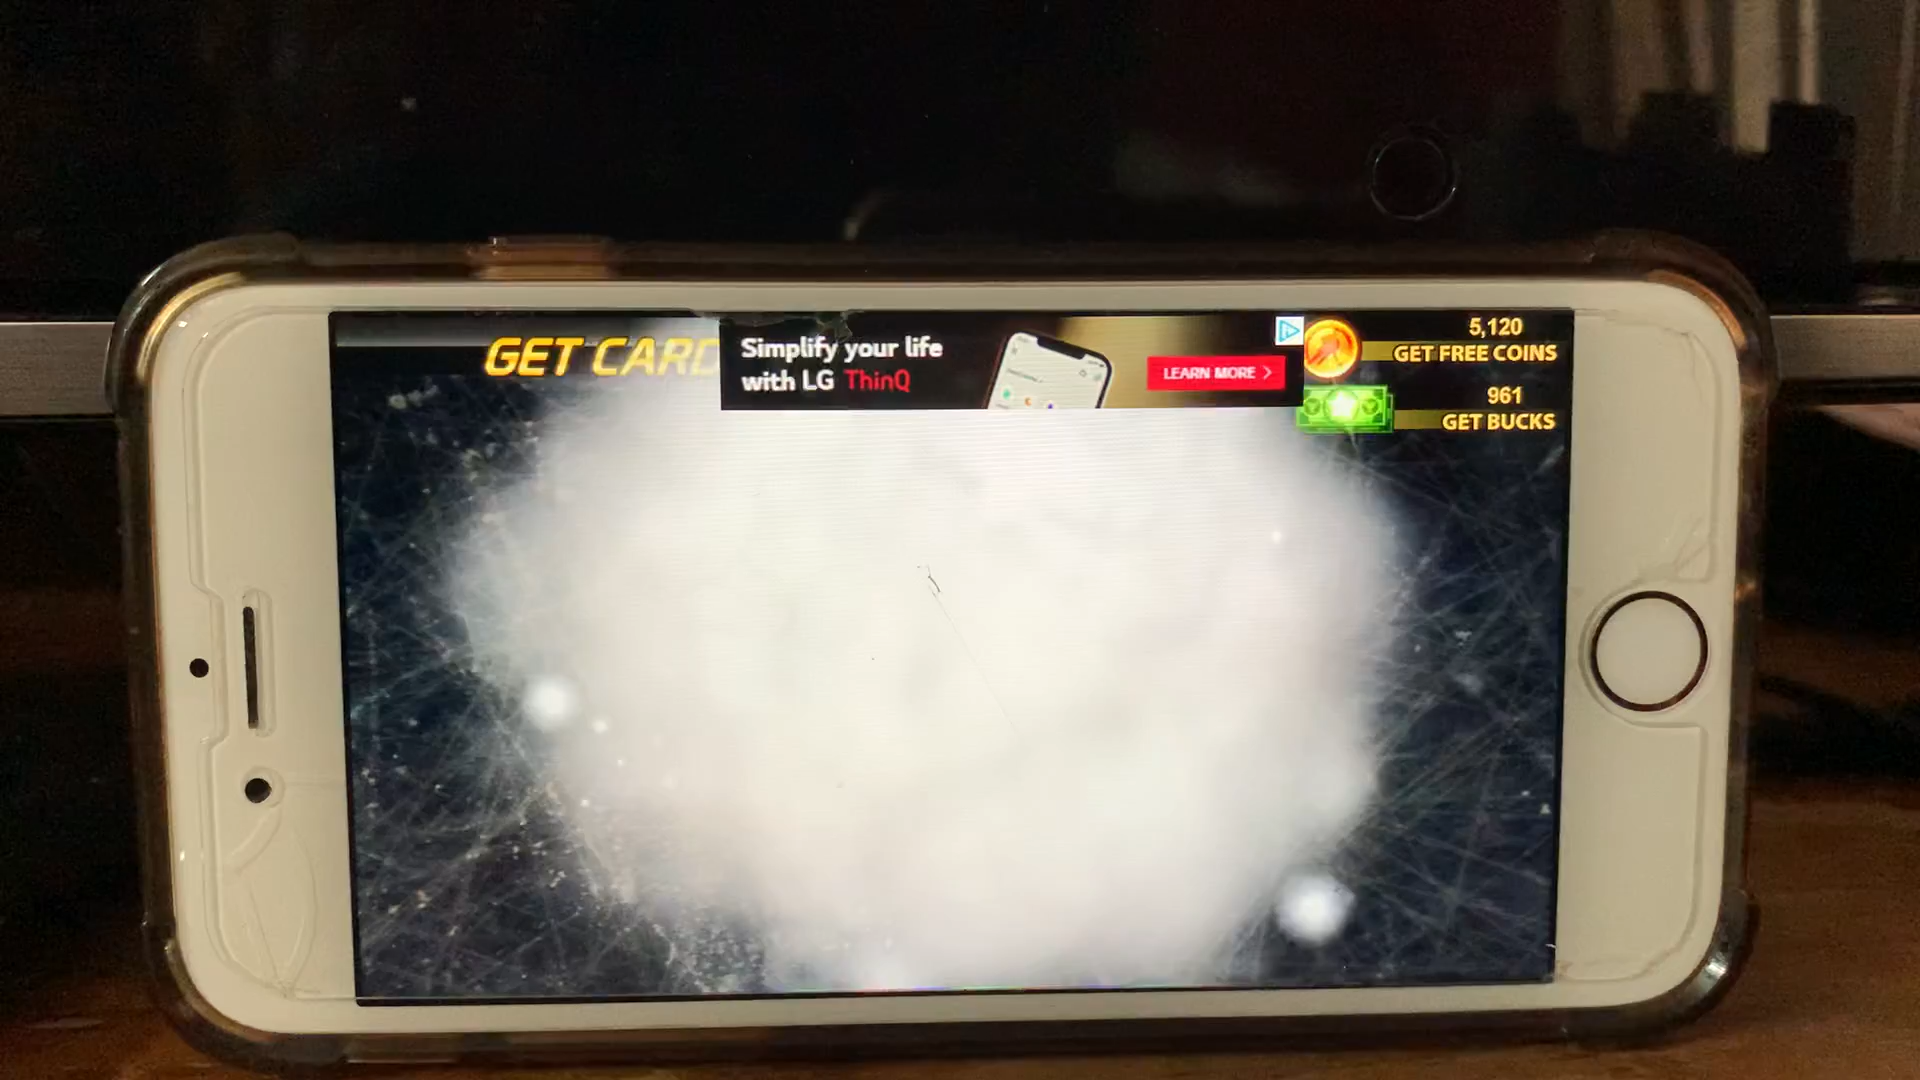 GET CARD
Simplify your life
with LG ThinQ
LEARN MORE >
5,120
GET FREE COINS
961
GET BUCKS